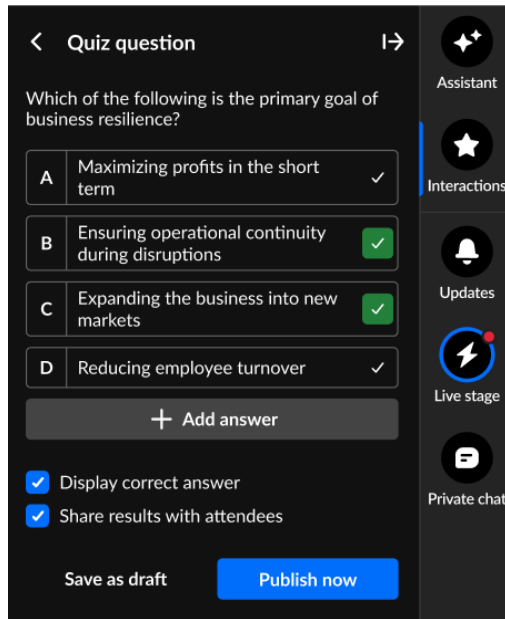 Quiz question
Which of the following is the primary goal of
business resilience?
A
Maximizing profits in the short
term
B
Ensuring operational continuity
during disruptions
C
Expanding the business into new
markets
D
Reducing employee turnover
Add answer
Display correct answer
Share results with attendees
Save as draft
Publish now
Assistant
Interactions
Updates
Live stage
Private chat